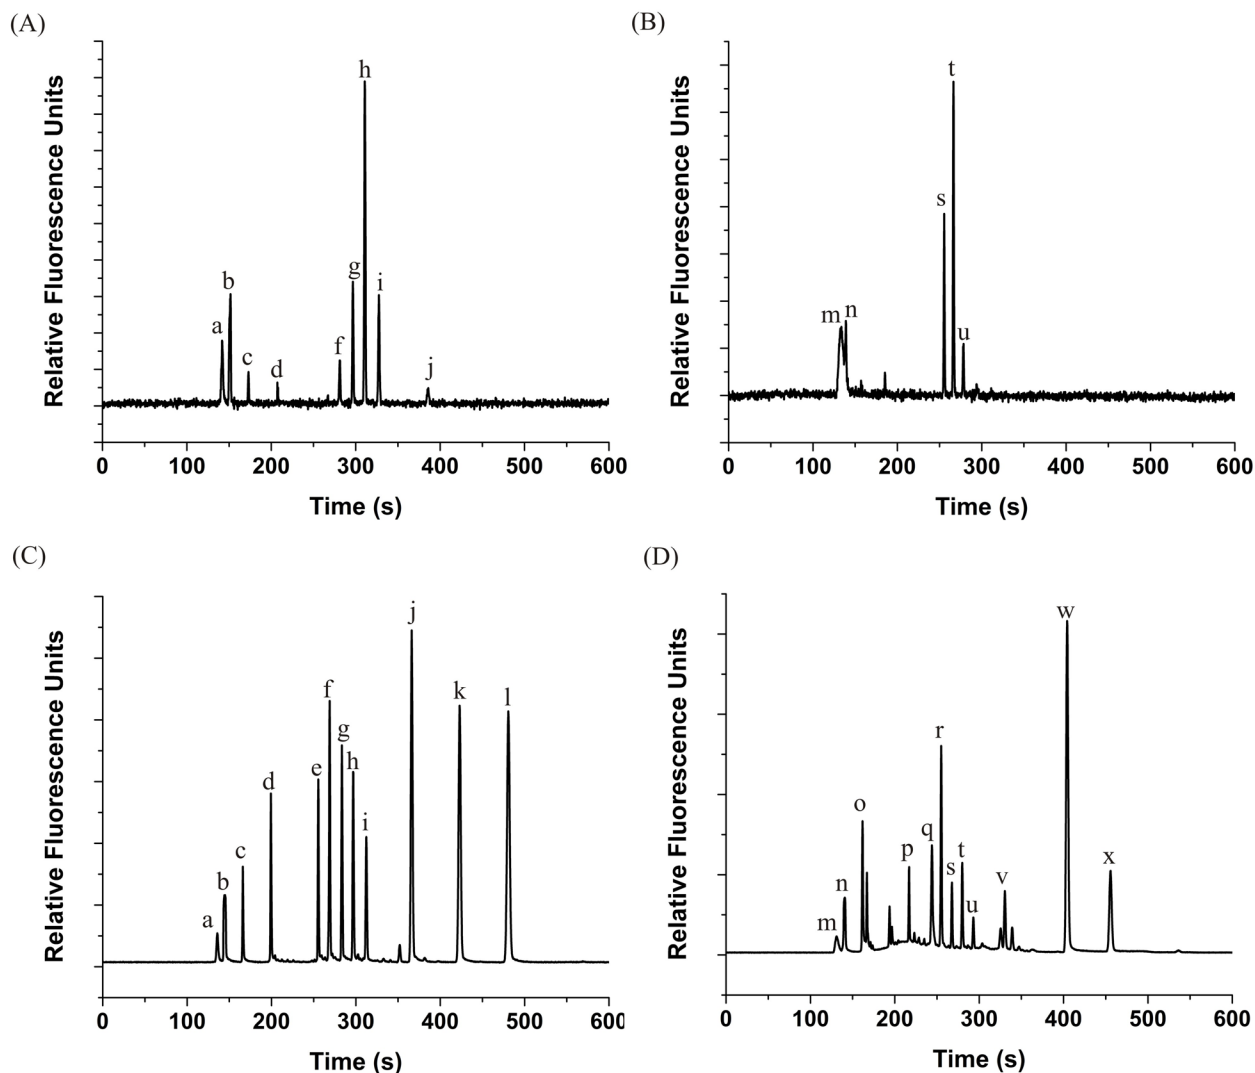 (A)
Relative Fluorescence Units
a
b
c
d
f
g
h
i
j
0 100 200 300 400 500 600
Time (s)
(B)
Relative Fluorescence Units
m
n
s
t
u
0 100 200 300 400 500 600
Time (s)
(C)
Relative Fluorescence Units
a
b
c
d
e
f
g
h
i
j
k
l
0 100 200 300 400 500 600
Time (s)
(D)
Relative Fluorescence Units
m
n
o
p
q
r
s
t
u
v
w
x
0 100 200 300 400 500 600
Time (s)